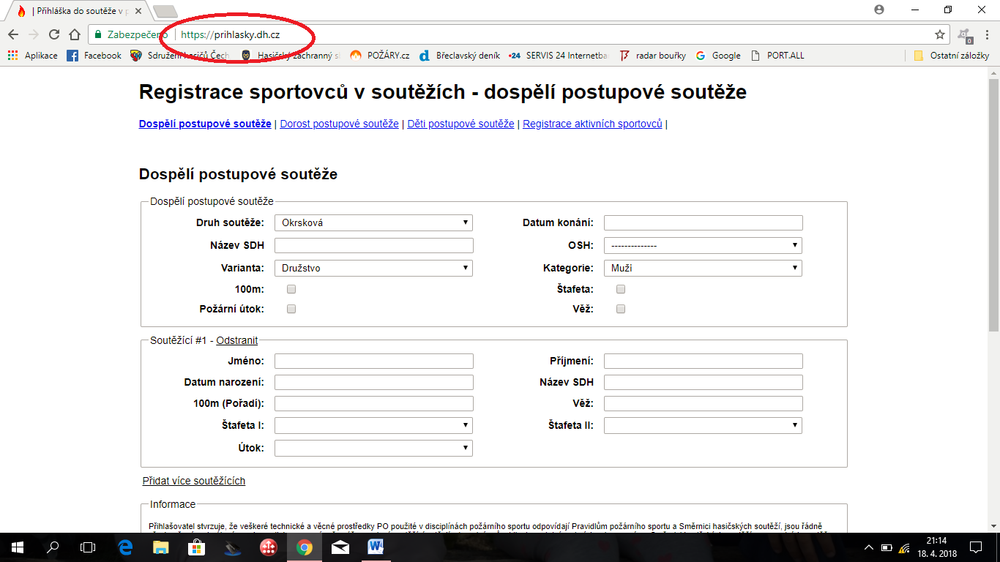 | Přihláška do soutěže v p
Zabezpečeno | https://prihlasky.dh.cz
Aplikace Facebook Sdružení hasičů Čech Hasičský záchranný s POŽÁRY.cz Břeclavský deník SERVIS 24 Internetba radar bouřky Google PORT.ALL Ostatní záložky
Registrace sportovců v soutěžích - dospělí postupové soutěže
Dospělí postupové soutěže | Dorost postupové soutěže | Děti postupové soutěže | Registrace aktivních sportovců |
Dospělí postupové soutěže
Dospělí postupové soutěže
Druh soutěže: Okrsková Datum konání:
Název SDH OSH: --------------
Varianta: Družstvo Kategorie: Muži
100m: Štafeta:
Požární útok: Věž:
Soutěžící #1 - Odstranit
Jméno: Příjmení:
Datum narození: Název SDH
100m (Pořadí): Věž:
Štafeta I: Štafeta II:
Útok:
Přidat více soutěžících
Informace
Přihlašovatel stvrzuje, že veškeré technické a věcné prostředky PO použité v disciplínách požárního sportu odpovídají Pravidlům požárního sportu a Směrnici hasičských soutěží, jsou řádně
21:14
18. 4. 2018